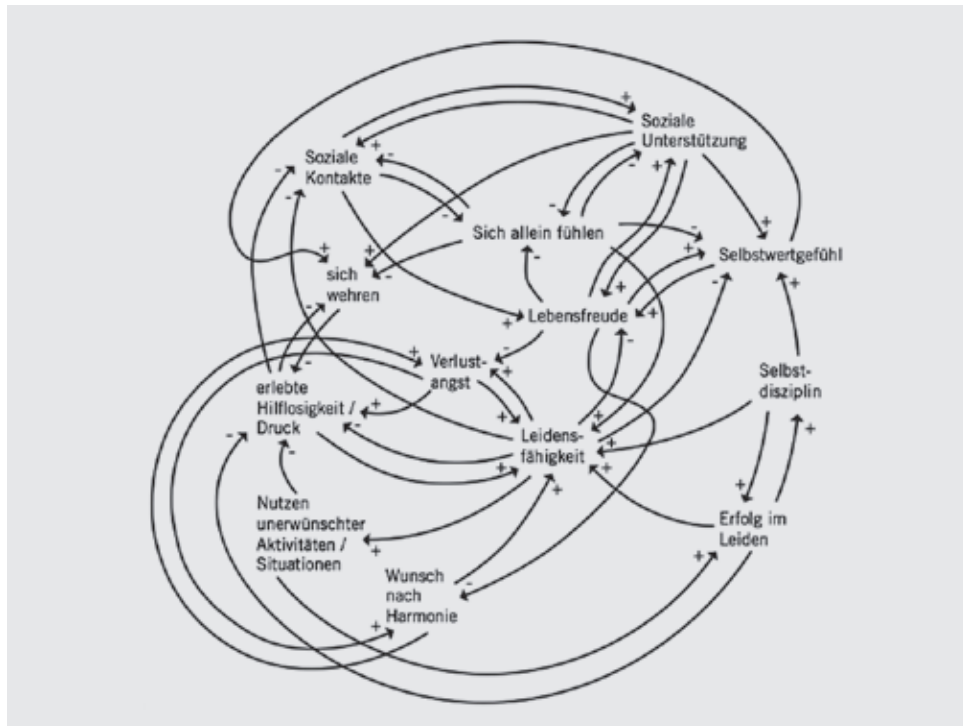 Soziale
Unterstützung
Soziale
Kontakte
Sich allein fühlen
Selbstwertgefühl
sich
wehren
Lebensfreude
Verlust-
angst
Selbst-
disziplin
erlebte
Hilflosigkeit /
Druck
Leidens-
fähigkeit
Nutzen
unerwünschter
Aktivitäten /
Situationen
Erfolg im
Leiden
Wunsch
nach
Harmonie